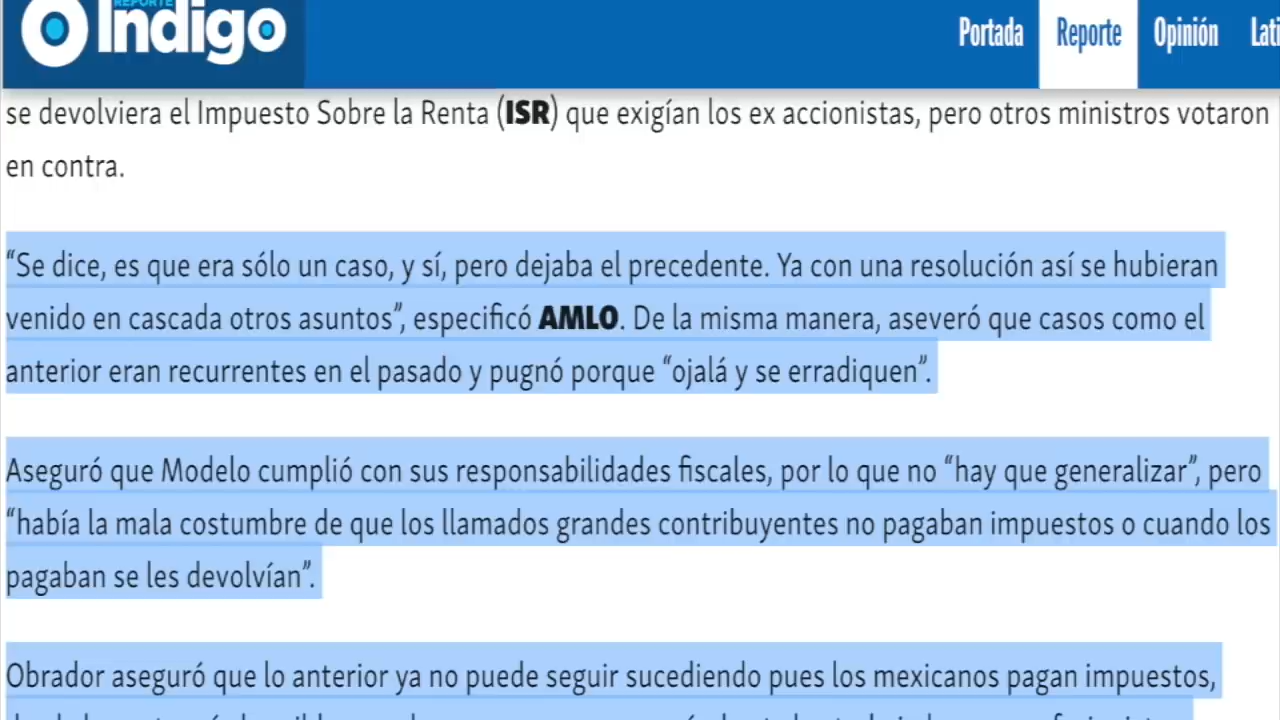 REPORTE
Indigo
Portada Reporte Opinión Lati
se devolviera el Impuesto Sobre la Renta (ISR) que exigían los ex accionistas, pero otros ministros votaron
en contra.
“Se dice, es que era sólo un caso, y sí, pero dejaba el precedente. Ya con una resolución así se hubieran
venido en cascada otros asuntos”, especificó AMLO. De la misma manera, aseveró que casos como el
anterior eran recurrentes en el pasado y pugnó porque “ojalá y se erradiquen”.
Aseguró que Modelo cumplió con sus responsabilidades fiscales, por lo que no “hay que generalizar”, pero
“había la mala costumbre de que los llamados grandes contribuyentes no pagaban impuestos o cuando los
pagaban se les devolvían”.
Obrador aseguró que lo anterior ya no puede seguir sucediendo pues los mexicanos pagan impuestos,